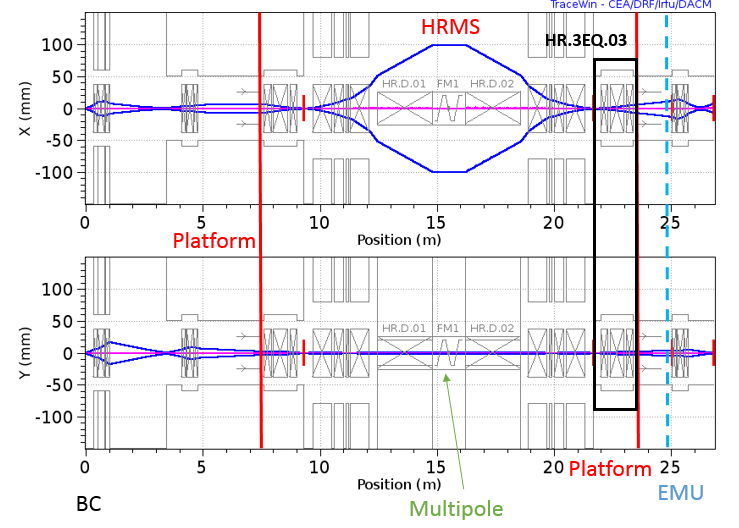 TraceWin - CEA/DRF/Irfu/DACM
HRMS
HR.3EQ.03
X (mm)
100
50
0
-50
-100
HR.D.01 FM1 HR.D.02
0 5 10 15 20 25
Position (m)
Platform
Y (mm)
100
50
0
-50
-100
HR.D.01 FM1 HR.D.02
0 5 10 15 20 25
Position (m)
Platform
EMU
BC
Multipole